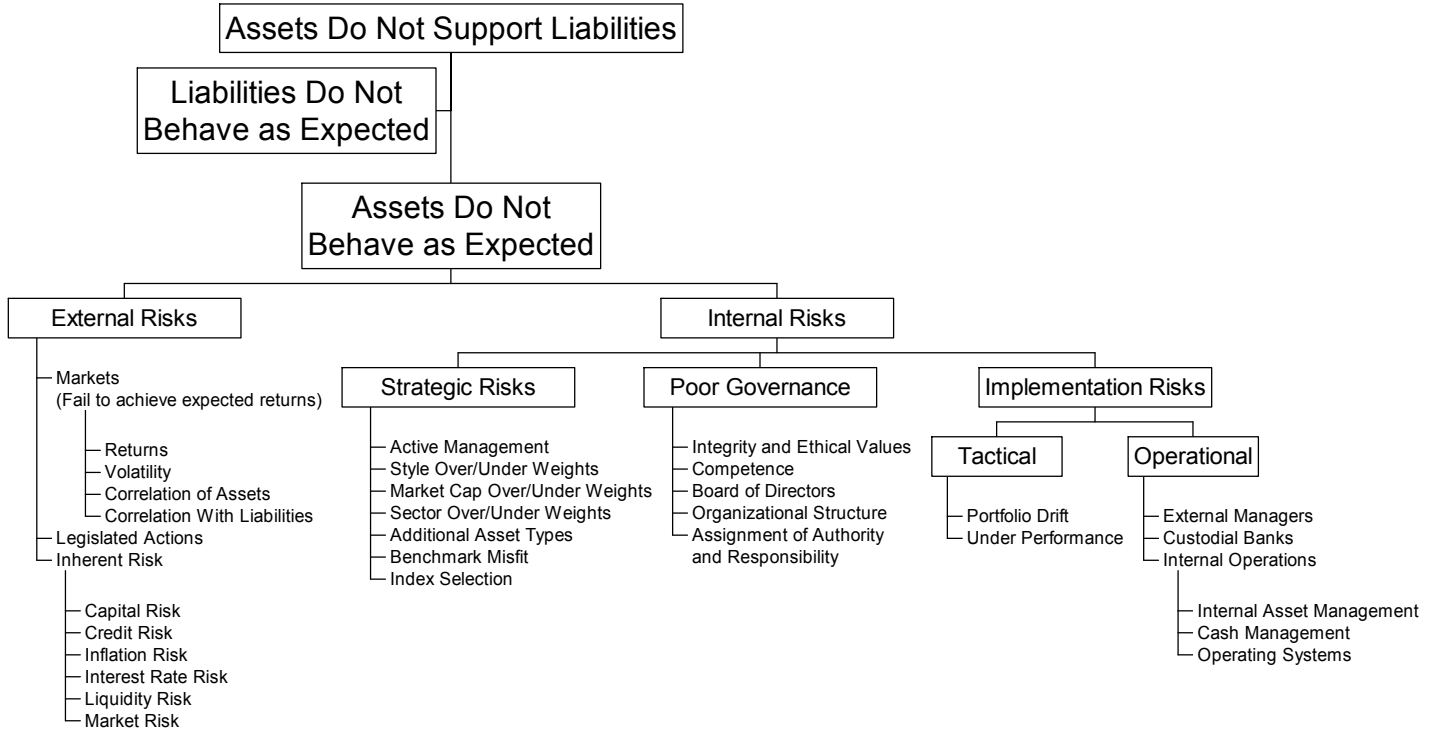 Assets Do Not Support Liabilities
Liabilities Do Not
Behave as Expected
Assets Do Not
Behave as Expected
External Risks
Markets
(Fail to achieve expected returns)
Returns
Volatility
Correlation of Assets
Correlation With Liabilities
Legislated Actions
Inherent Risk
Capital Risk
Credit Risk
Inflation Risk
Interest Rate Risk
Liquidity Risk
Market Risk
Internal Risks
Strategic Risks
Active Management
Style Over/Under Weights
Market Cap Over/Under Weights
Sector Over/Under Weights
Additional Asset Types
Benchmark Misfit
Index Selection
Poor Governance
Integrity and Ethical Values
Competence
Board of Directors
Organizational Structure
Assignment of Authority
and Responsibility
Implementation Risks
Tactical
Portfolio Drift
Under Performance
Operational
External Managers
Custodial Banks
Internal Operations
Internal Asset Management
Cash Management
Operating Systems